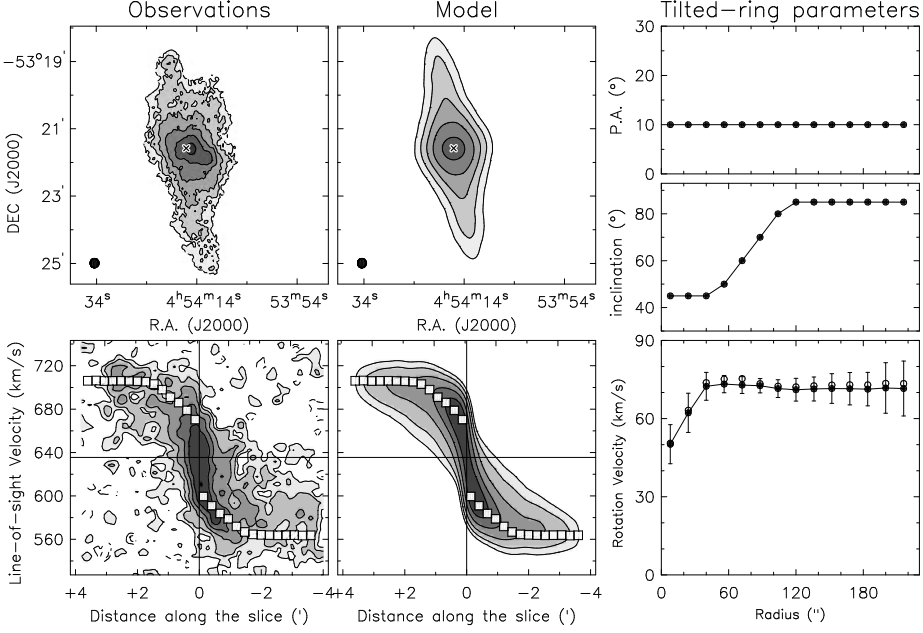 Observations
Model
Tilted-ring parameters
DEC (J2000)
-53°19'
21'
23'
25'
34ˢ
4ʰ54ᵐ14ˢ
53ᵐ54ˢ
R.A. (J2000)
34ˢ
4ʰ54ᵐ14ˢ
53ᵐ54ˢ
R.A. (J2000)
P.A. (°)
30
20
10
0
inclination (°)
80
60
40
Line-of-sight Velocity (km/s)
720
680
640
600
560
+4 +2 0 -2 -4
Distance along the slice (')
+4 +2 0 -2 -4
Distance along the slice (')
Rotation Velocity (km/s)
90
60
30
0
0 60 120 180
Radius (")